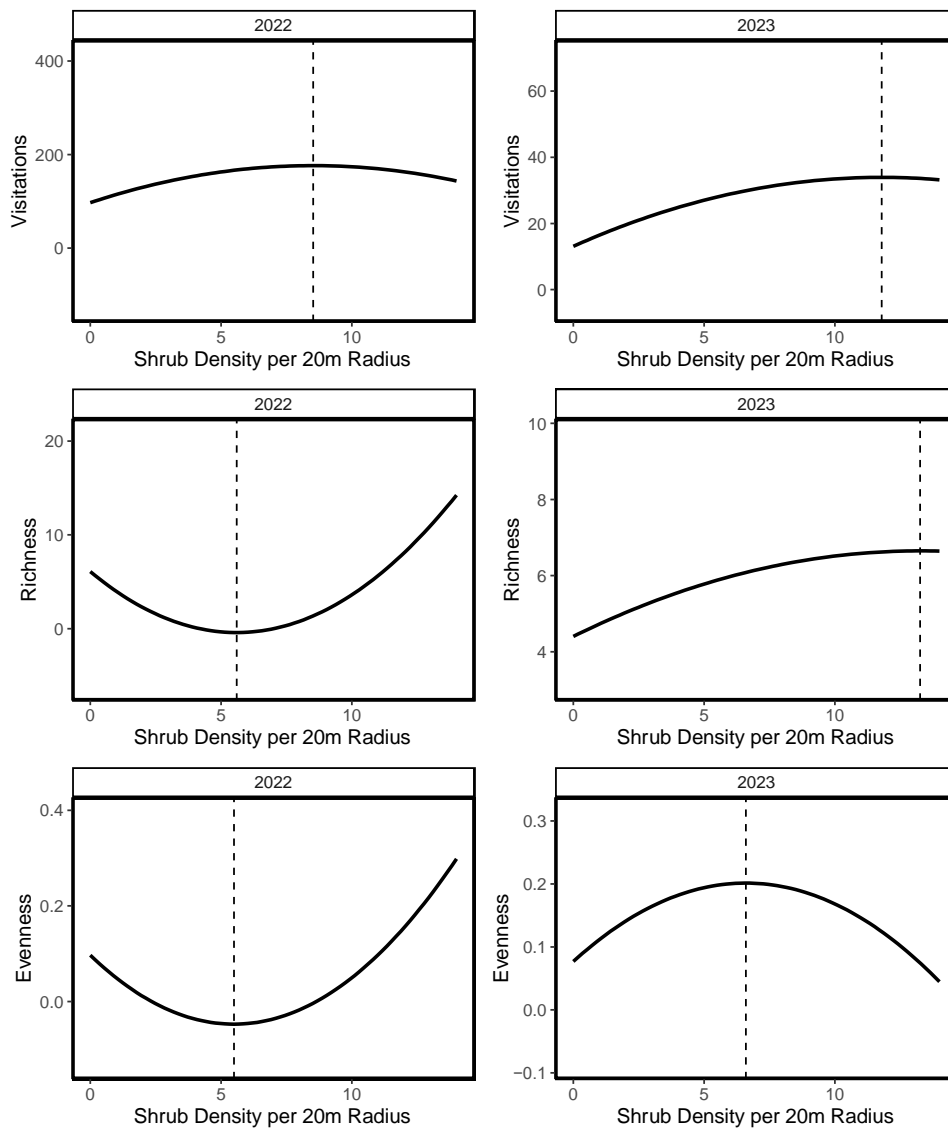 2022
400
200
0
Visitations
0 5 10
Shrub Density per 20m Radius
2023
60
40
20
0
Visitations
0 5 10
Shrub Density per 20m Radius
2022
20
10
0
Richness
0 5 10
Shrub Density per 20m Radius
2023
10
8
6
4
Richness
0 5 10
Shrub Density per 20m Radius
2022
0.4
0.2
0.0
Evenness
0 5 10
Shrub Density per 20m Radius
2023
0.3
0.2
0.1
0.0
−0.1
Evenness
0 5 10
Shrub Density per 20m Radius